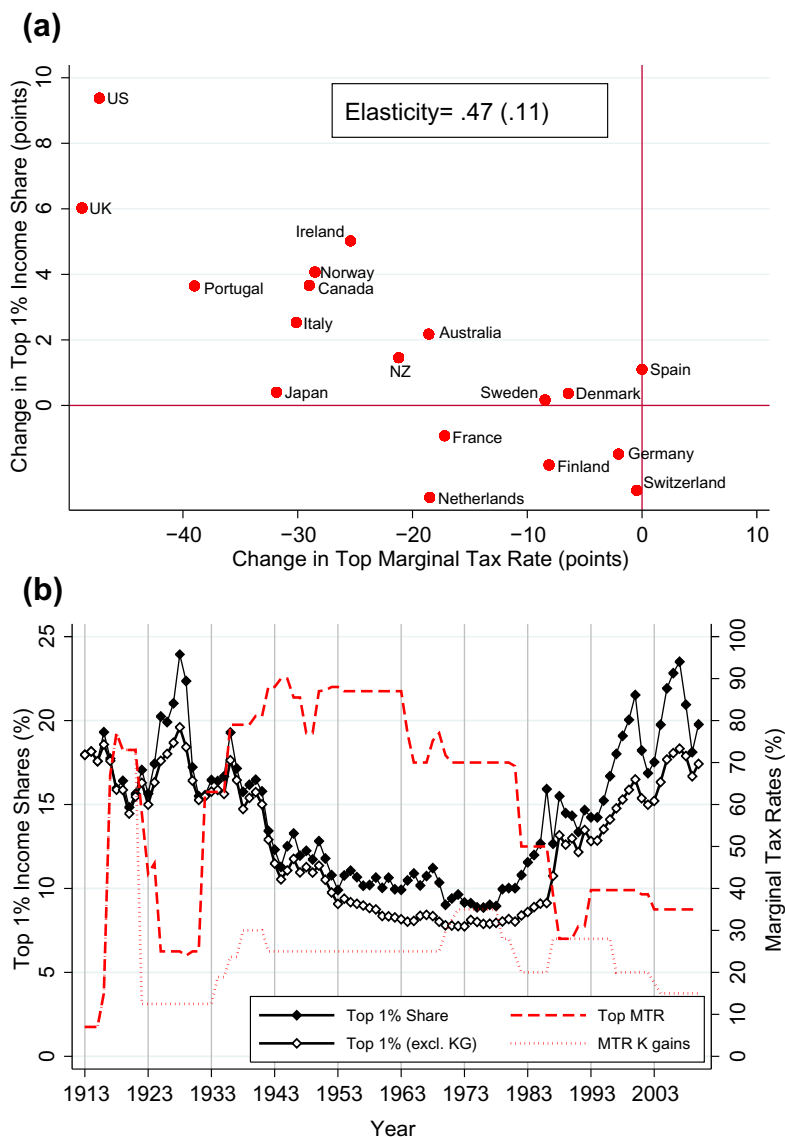 (a)
Change in Top 1% Income Share (points)
10
8
6
4
2
0
Elasticity= .47 (.11)
US
UK
Ireland
Norway
Portugal
Canada
Italy
Australia
NZ
Spain
Japan
Sweden
Denmark
France
Germany
Finland
Switzerland
Netherlands
−40
−30
−20
−10
0
10
Change in Top Marginal Tax Rate (points)
(b)
Top 1% Income Shares (%)
25
20
15
10
5
0
Marginal Tax Rates (%)
100
90
80
70
60
50
40
30
20
10
0
Top 1% Share
Top MTR
Top 1% (excl. KG)
MTR K gains
1913
1923
1933
1943
1953
1963
1973
1983
1993
2003
Year